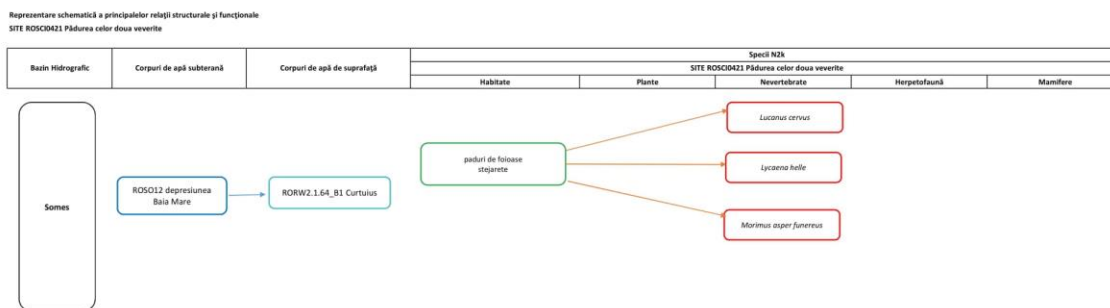 Reprezentare schematică a principalelor relații structurale și funcționale
SITE ROSCI0421 Pădurea celor doua veverite
Specii N2k
Bazin Hidrografic
Corpuri de apă subterană
Corpuri de apă de suprafață
SITE ROSCI0421 Pădurea celor doua veverite
Habitate
Plante
Nevertebrate
Herpetofaună
Mamifere
Lucanus cervus
paduri de foioase
stejarete
Lycaena helle
ROSO12 depresiunea
Baia Mare
RORW2.1.64_B1 Curtuius
Somes
Morimus asper funereus